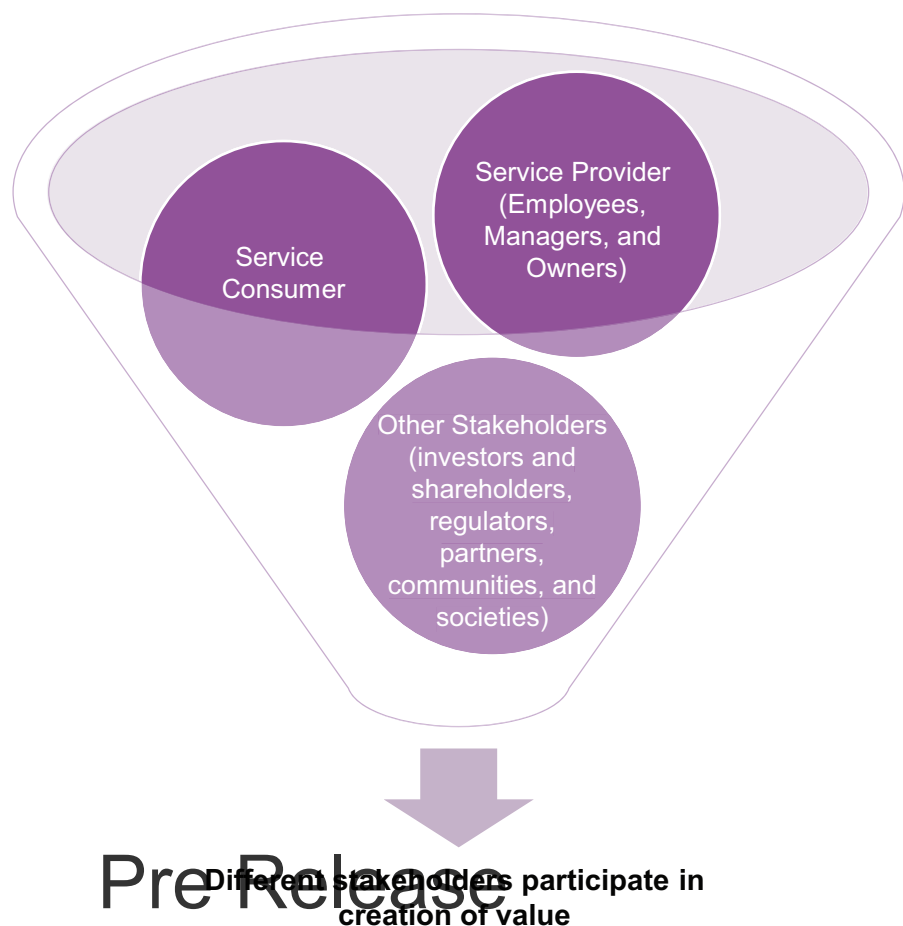 Service Provider
(Employees,
Managers, and
Owners)
Service
Consumer
Other Stakeholders
(investors and
shareholders,
regulators,
partners,
communities, and
societies)
Pre Release
Different stakeholders participate in
creation of value